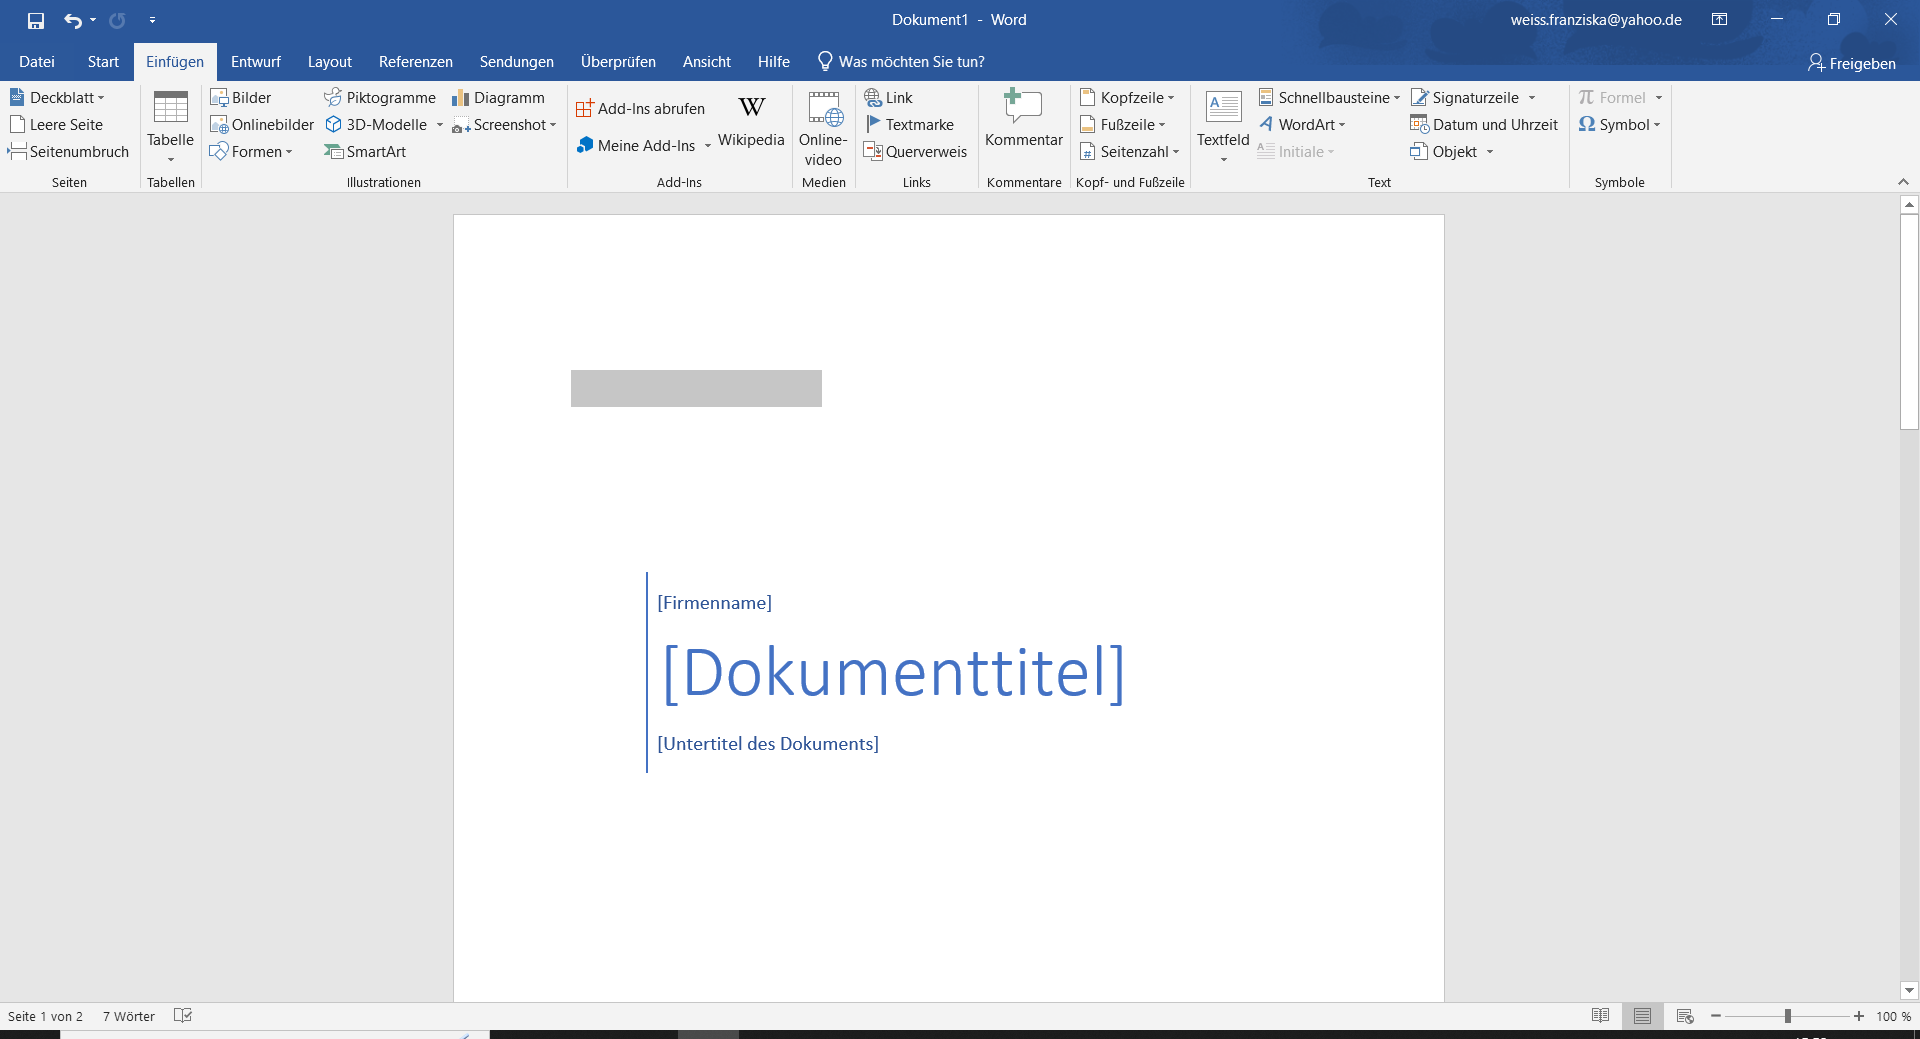 Dokument1 - Word
weiss.franziska@yahoo.de
Datei Start Einfügen Entwurf Layout Referenzen Sendungen Überprüfen Ansicht Hilfe Was möchten Sie tun? Freigeben
Deckblatt
Leere Seite
Seitenumbruch
Seiten
Tabelle
Tabellen
Bilder
Onlinebilder
Formen
Piktogramme
3D-Modelle
SmartArt
Diagramm
Screenshot
Illustrationen
Add-Ins abrufen
Meine Add-Ins
W
Wikipedia
Add-Ins
Online-
video
Medien
Link
Textmarke
Querverweis
Links
Kommentar
Kommentare
Kopfzeile
Fußzeile
Seitenzahl
Kopf- und Fußzeile
Textfeld
Schnellbausteine
WordArt
Initiale
Signaturzeile
Datum und Uhrzeit
Objekt
Text
Formel
Symbol
Symbole
[Firmenname]
[Dokumenttitel]
[Untertitel des Dokuments]
Seite 1 von 2 7 Wörter
100 %